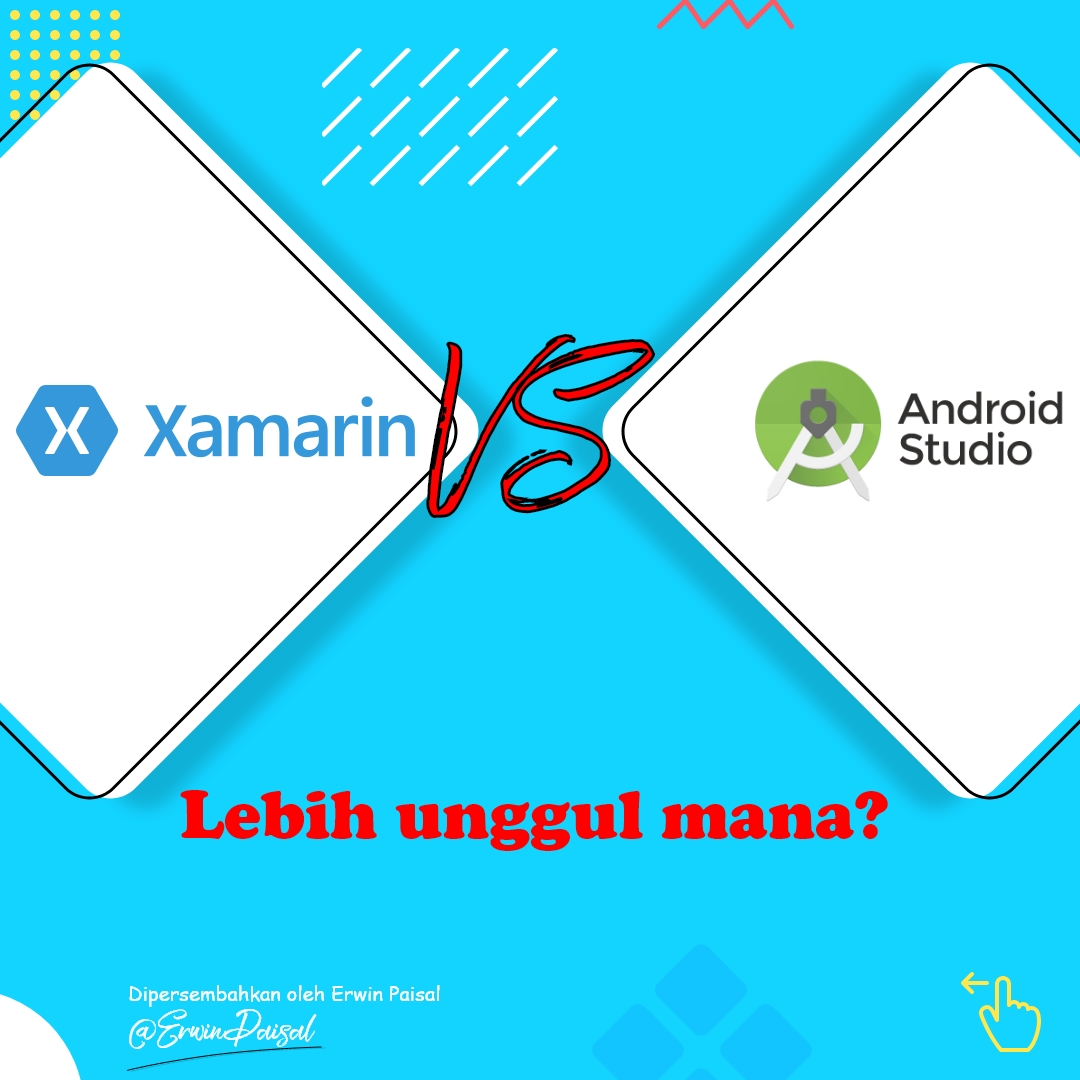 Xamarin
VS
Android
Studio
Lebih unggul mana?
Dipersembahkan oleh Erwin Paisal
@ErwinPaisal